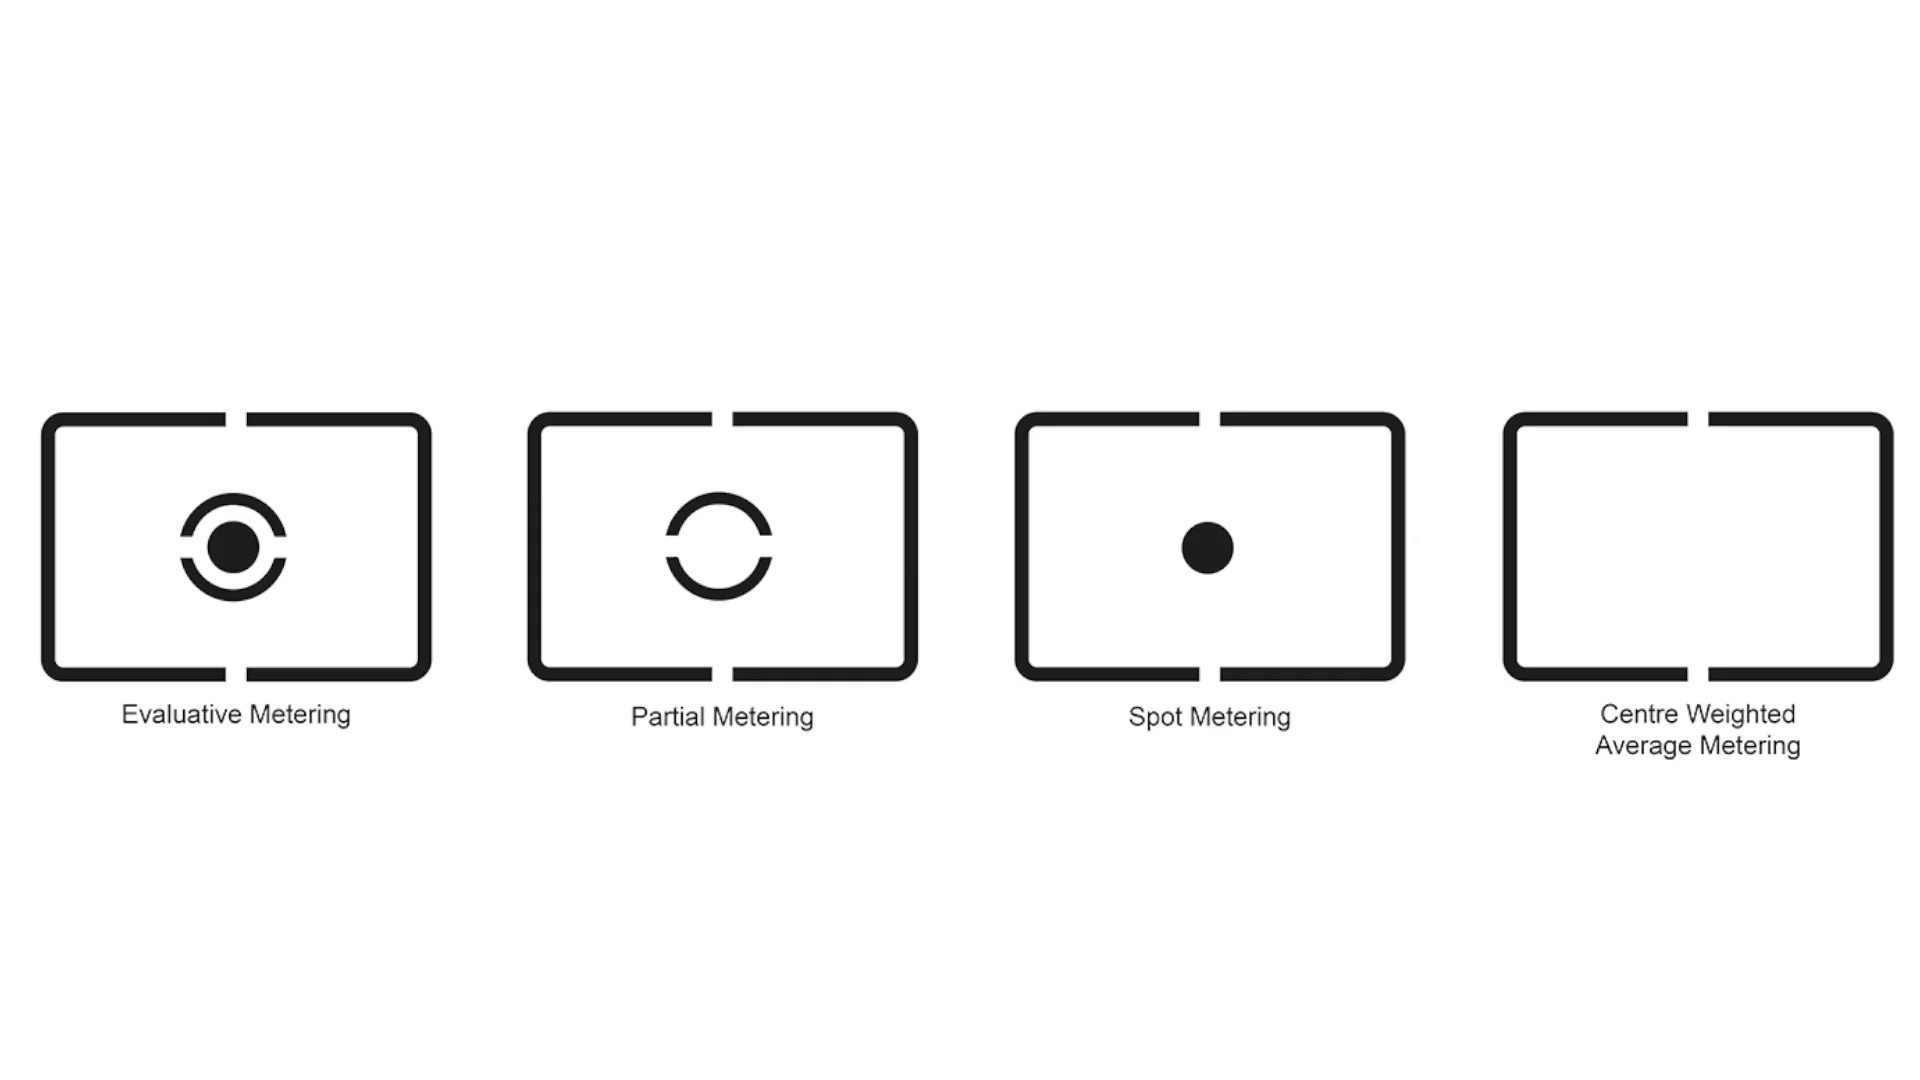 Evaluative Metering
Partial Metering
Spot Metering
Centre Weighted
Average Metering